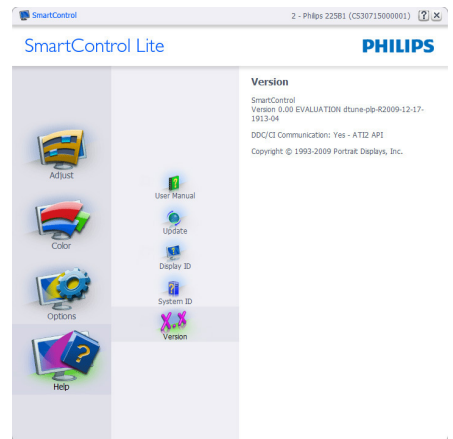 SmartControl
2 - Philips 225B1 (CS30715000001)
?
X
SmartControl Lite
PHILIPS
Adjust
Color
Options
?
Help
User Manual
Update
Display ID
System ID
X.X
Version
Version
SmartControl
Version 0.00 EVALUATION dtune-plp-R2009-12-17-
1913-04
DDC/CI Communication: Yes - ATI2 API
Copyright © 1993-2009 Portrait Displays, Inc.